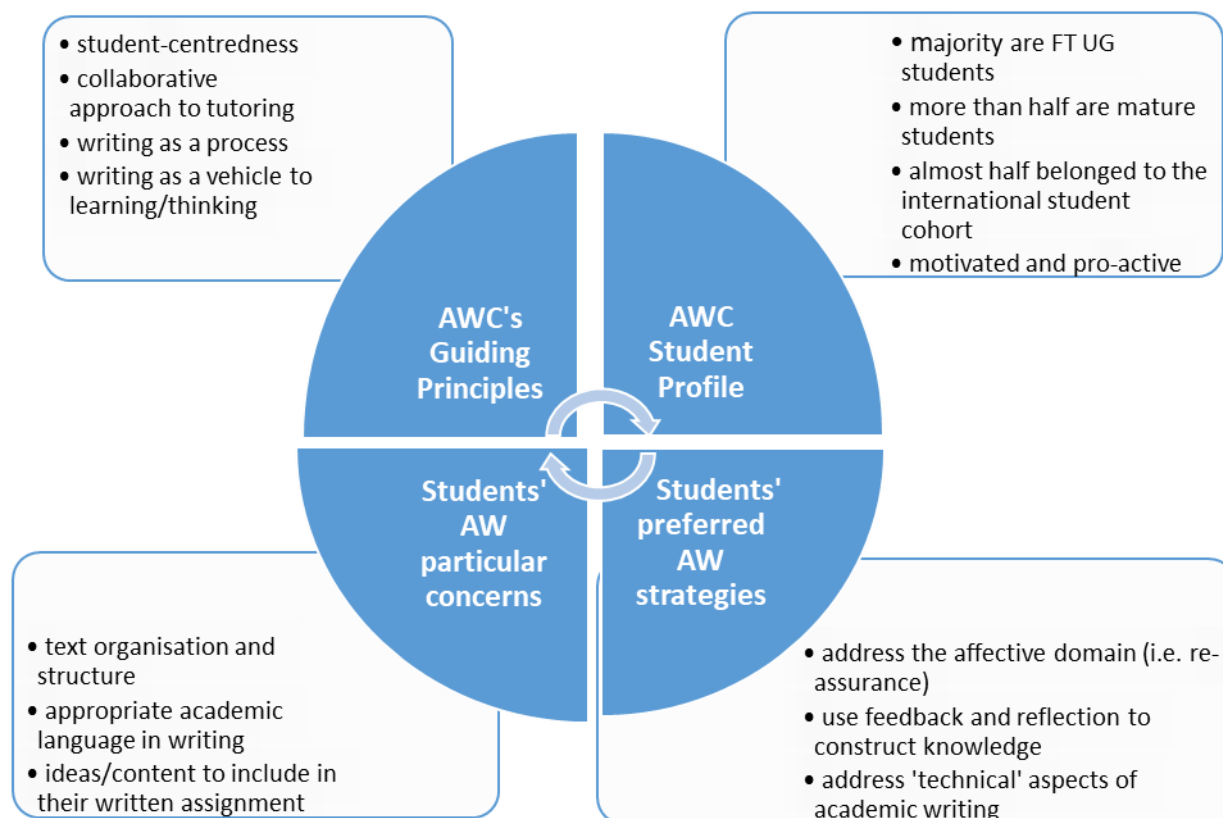 • student-centredness
• collaborative
approach to tutoring
• writing as a process
• writing as a vehicle to
learning/thinking
• majority are FT UG
students
• more than half are mature
students
• almost half belonged to the
international student
cohort
• motivated and pro-active
AWC's
Guiding
Principles
AWC
Student
Profile
Students'
AW
particular
concerns
Students'
preferred
AW
strategies
• text organisation and
structure
• appropriate academic
language in writing
• ideas/content to include in
their written assignment
• address the affective domain (i.e. re-
assurance)
• use feedback and reflection to
construct knowledge
• address 'technical' aspects of
academic writing